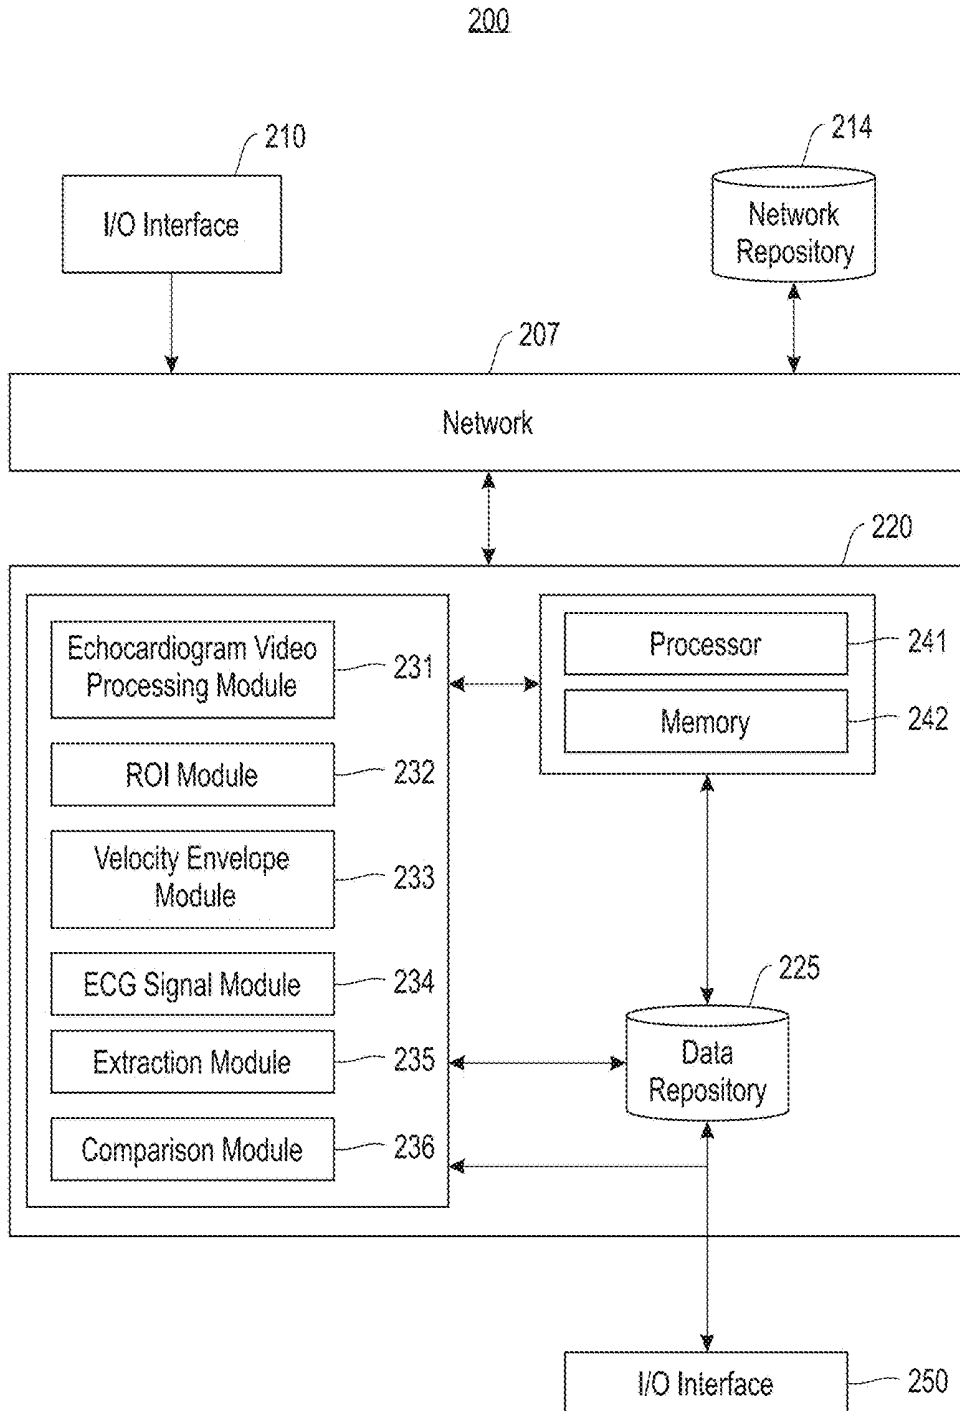 200
210
I/O Interface
214
Network
Repository
207
Network
220
Echocardiogram Video
Processing Module
231
ROI Module
232
Velocity Envelope
Module
233
ECG Signal Module
234
Extraction Module
235
Comparison Module
236
Processor
241
Memory
242
225
Data
Repository
I/O Interface
250